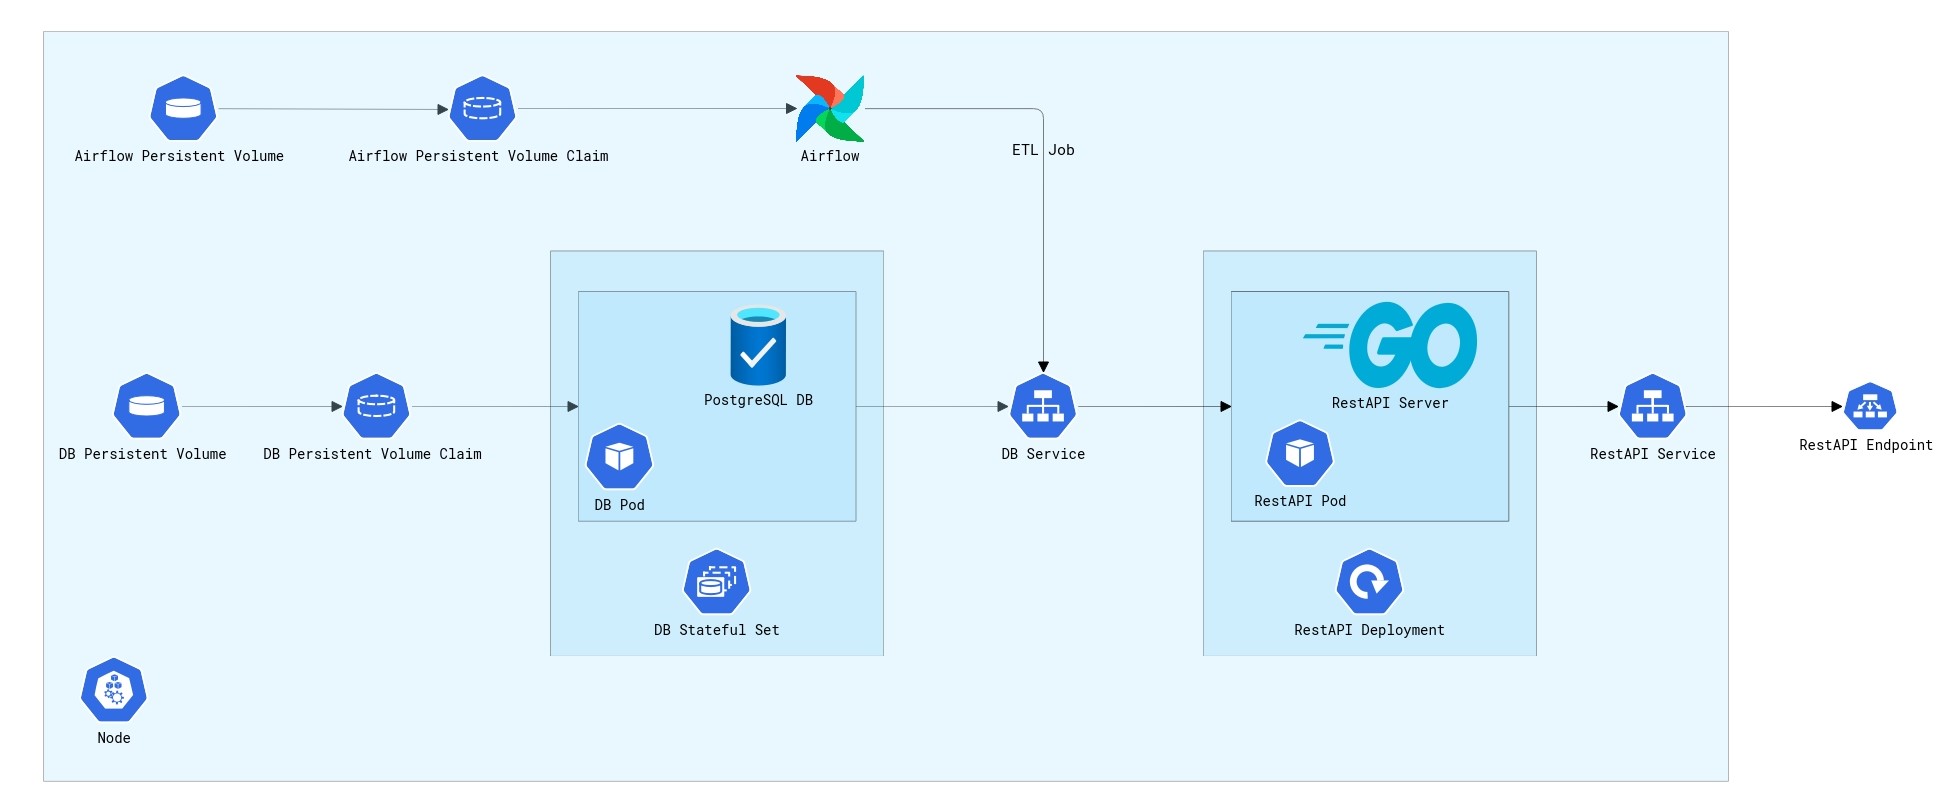 Airflow Persistent Volume
Airflow Persistent Volume Claim
Airflow
ETL Job
GO
PostgreSQL DB
RestAPI Server
DB Persistent Volume
DB Persistent Volume Claim
DB Pod
DB Service
RestAPI Pod
RestAPI Service
RestAPI Endpoint
DB Stateful Set
RestAPI Deployment
Node